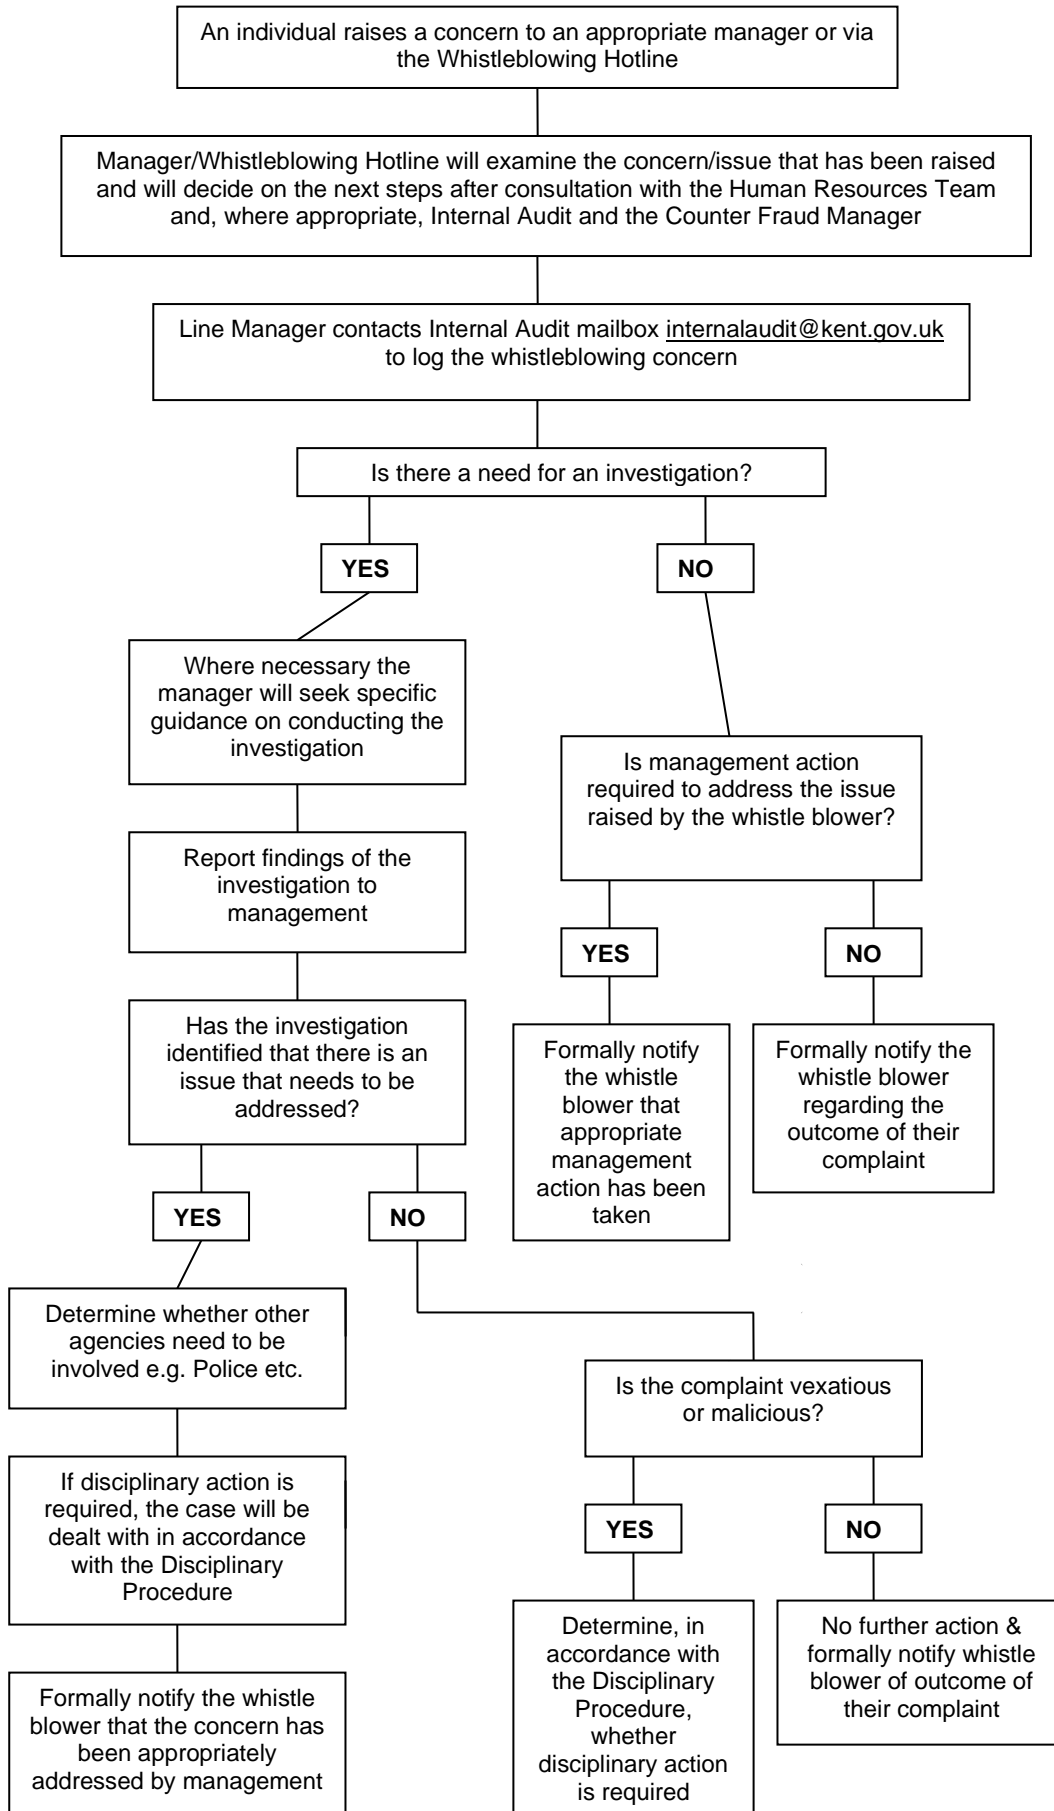 An individual raises a concern to an appropriate manager or via
the Whistleblowing Hotline
Manager/Whistleblowing Hotline will examine the concern/issue that has been raised
and will decide on the next steps after consultation with the Human Resources Team
and, where appropriate, Internal Audit and the Counter Fraud Manager
Line Manager contacts Internal Audit mailbox internalaudit@kent.gov.uk
to log the whistleblowing concern
Is there a need for an investigation?
YES
NO
Where necessary the
manager will seek specific
guidance on conducting the
investigation
Is management action
required to address the issue
raised by the whistle blower?
Report findings of the
investigation to
management
YES
NO
Has the investigation
identified that there is an
issue that needs to be
addressed?
Formally notify
the whistle
blower that
appropriate
management
action has been
taken
Formally notify the
whistle blower
regarding the
outcome of their
complaint
YES
NO
Determine whether other
agencies need to be
involved e.g. Police etc.
Is the complaint vexatious
or malicious?
If disciplinary action is
required, the case will be
dealt with in accordance
with the Disciplinary
Procedure
YES
NO
Formally notify the whistle
blower that the concern has
been appropriately
addressed by management
Determine, in
accordance with
the Disciplinary
Procedure,
whether
disciplinary action
is required
No further action &
formally notify whistle
blower of outcome of
their complaint